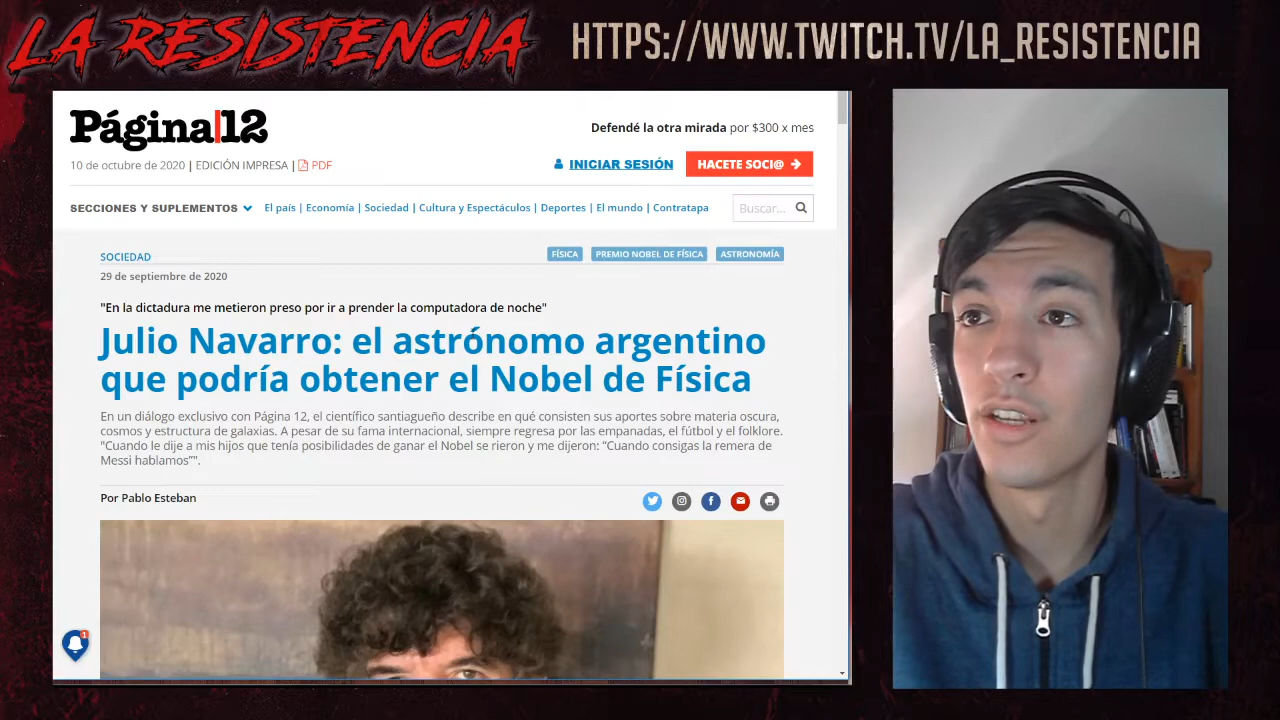 LA RESISTENCIA
HTTPS://WWW.TWITCH.TV/LA_RESISTENCIA
Página|12
Defendé la otra mirada por $300 x mes
10 de octubre de 2020 | EDICIÓN IMPRESA | PDF
INICIAR SESIÓN
HACETE SOCI@
SECCIONES Y SUPLEMENTOS
El país | Economía | Sociedad | Cultura y Espectáculos | Deportes | El mundo | Contratapa
Buscar...
SOCIEDAD
FÍSICA
PREMIO NOBEL DE FÍSICA
ASTRONOMÍA
29 de septiembre de 2020
"En la dictadura me metieron preso por ir a prender la computadora de noche"
Julio Navarro: el astrónomo argentino
que podría obtener el Nobel de Física
En un diálogo exclusivo con Página 12, el científico santiagueño describe en qué consisten sus aportes sobre materia oscura,
cosmos y estructura de galaxias. A pesar de su fama internacional, siempre regresa por las empanadas, el fútbol y el folklore.
"Cuando le dije a mis hijos que tenía posibilidades de ganar el Nobel se rieron y me dijeron: “Cuando consigas la remera de
Messi hablamos”".
Por Pablo Esteban
1